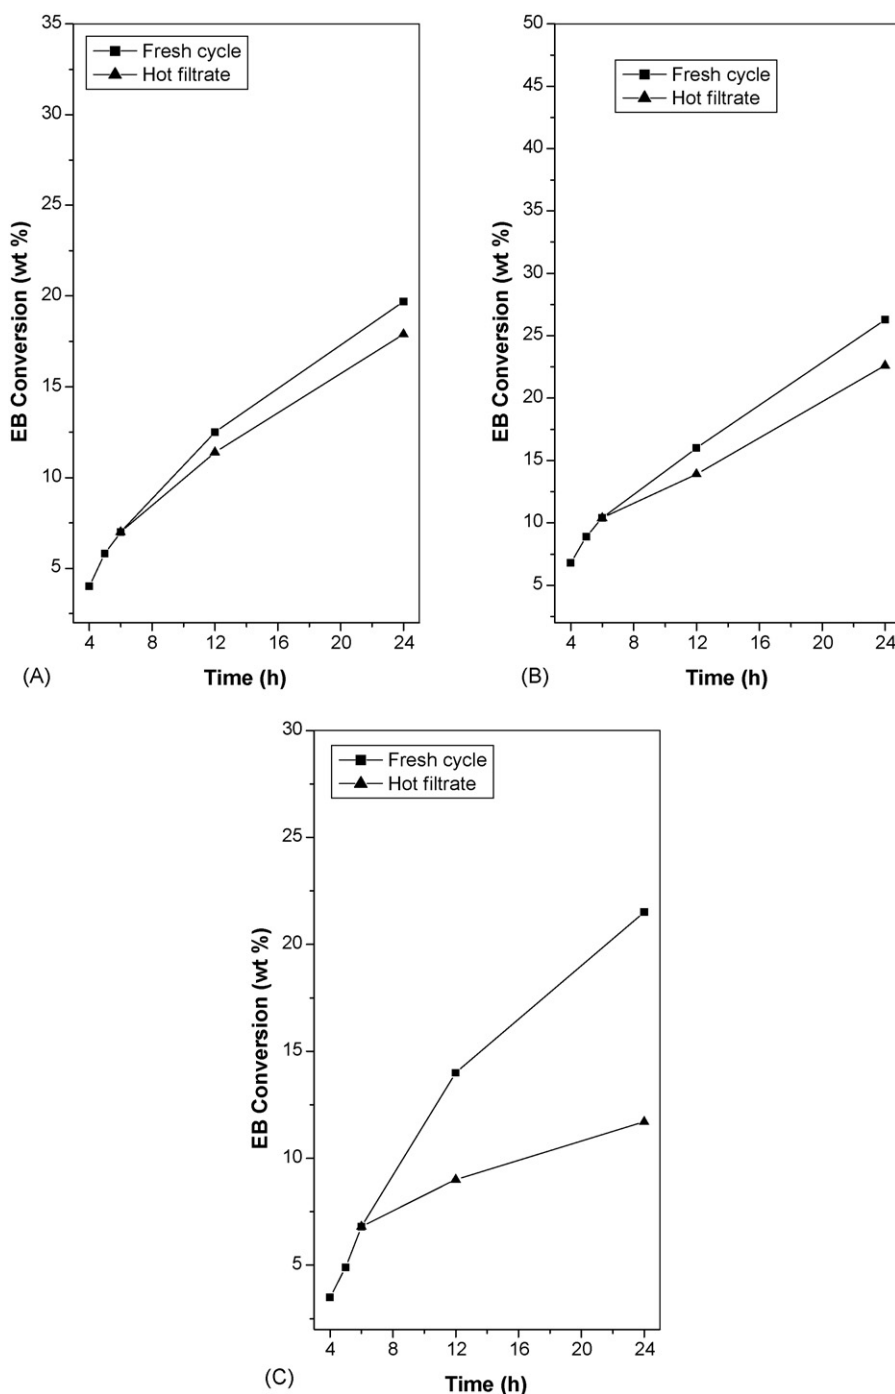 35
30
25
20
15
10
5
EB Conversion (wt %)
Fresh cycle
Hot filtrate
4 8 12 16 20 24
(A)
Time (h)
50
45
40
35
30
25
20
15
10
5
EB Conversion (wt %)
Fresh cycle
Hot filtrate
4 8 12 16 20 24
(B)
Time (h)
30
25
20
15
10
5
EB Conversion (wt %)
Fresh cycle
Hot filtrate
4 8 12 16 20 24
(C)
Time (h)